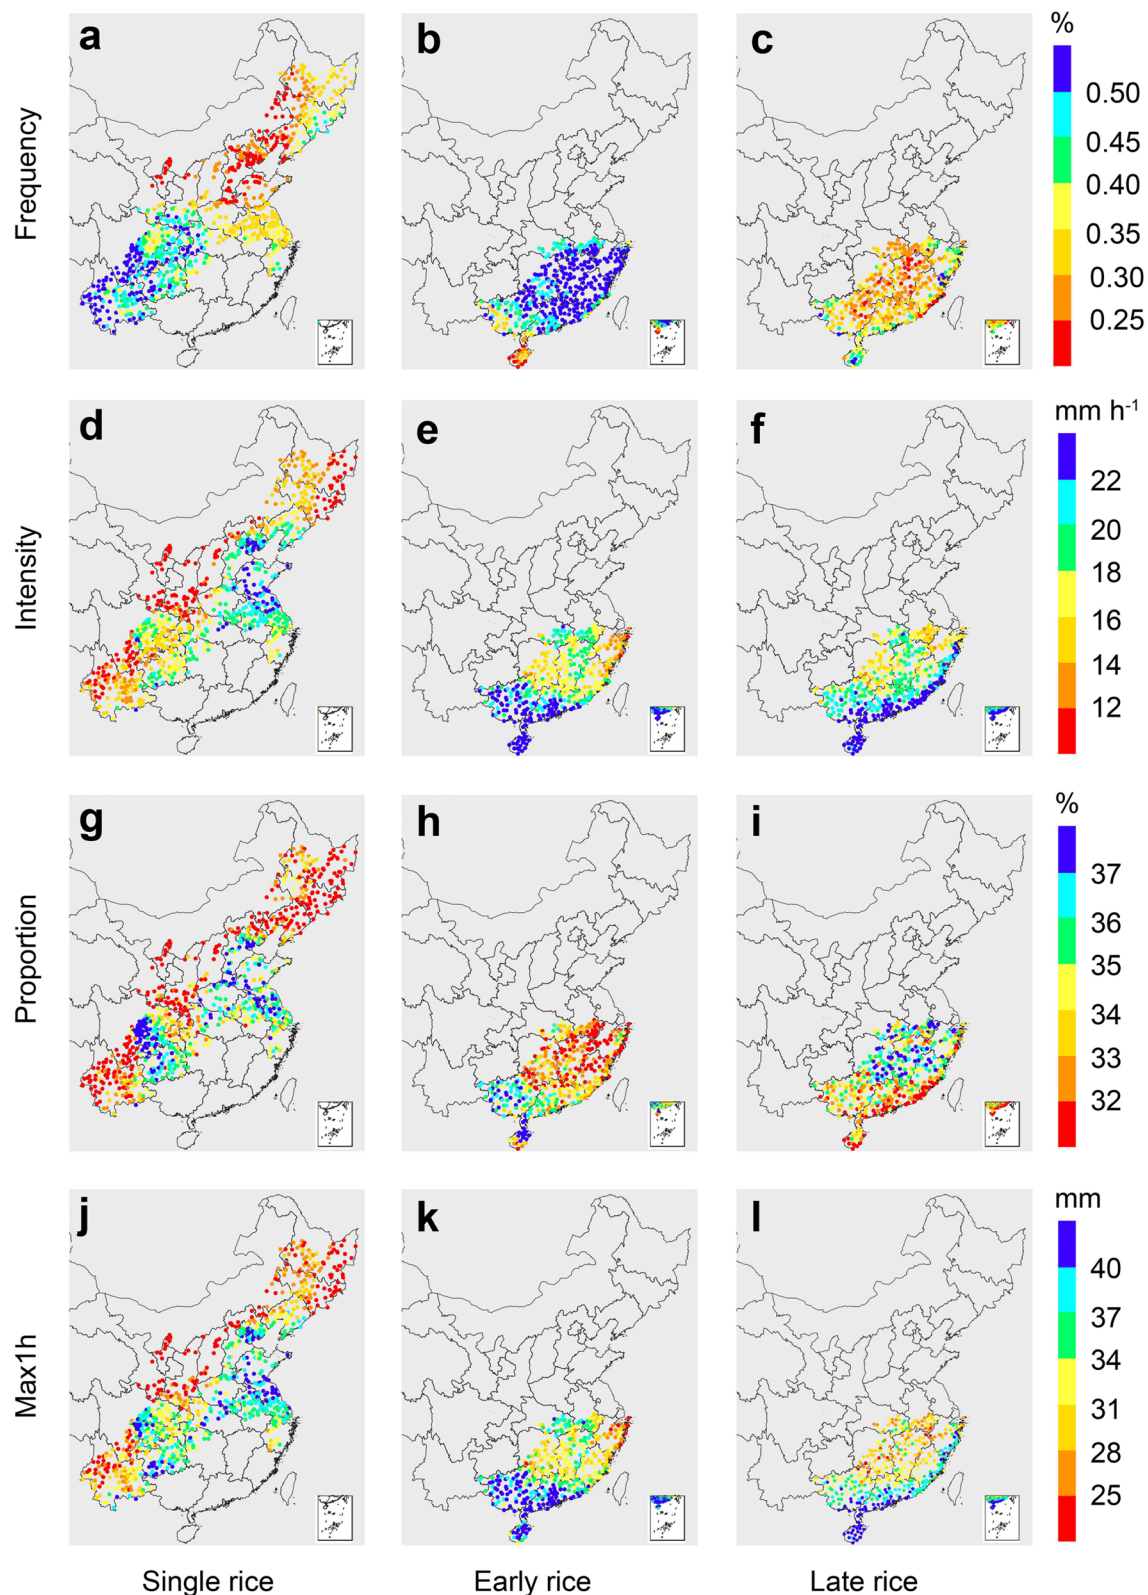 a
b
c
%
0.50
0.45
0.40
0.35
0.30
0.25
Frequency
d
e
f
mm h⁻¹
22
20
18
16
14
12
Intensity
g
h
i
%
37
36
35
34
33
32
Proportion
j
k
l
mm
40
37
34
31
28
25
Max1h
Single rice
Early rice
Late rice